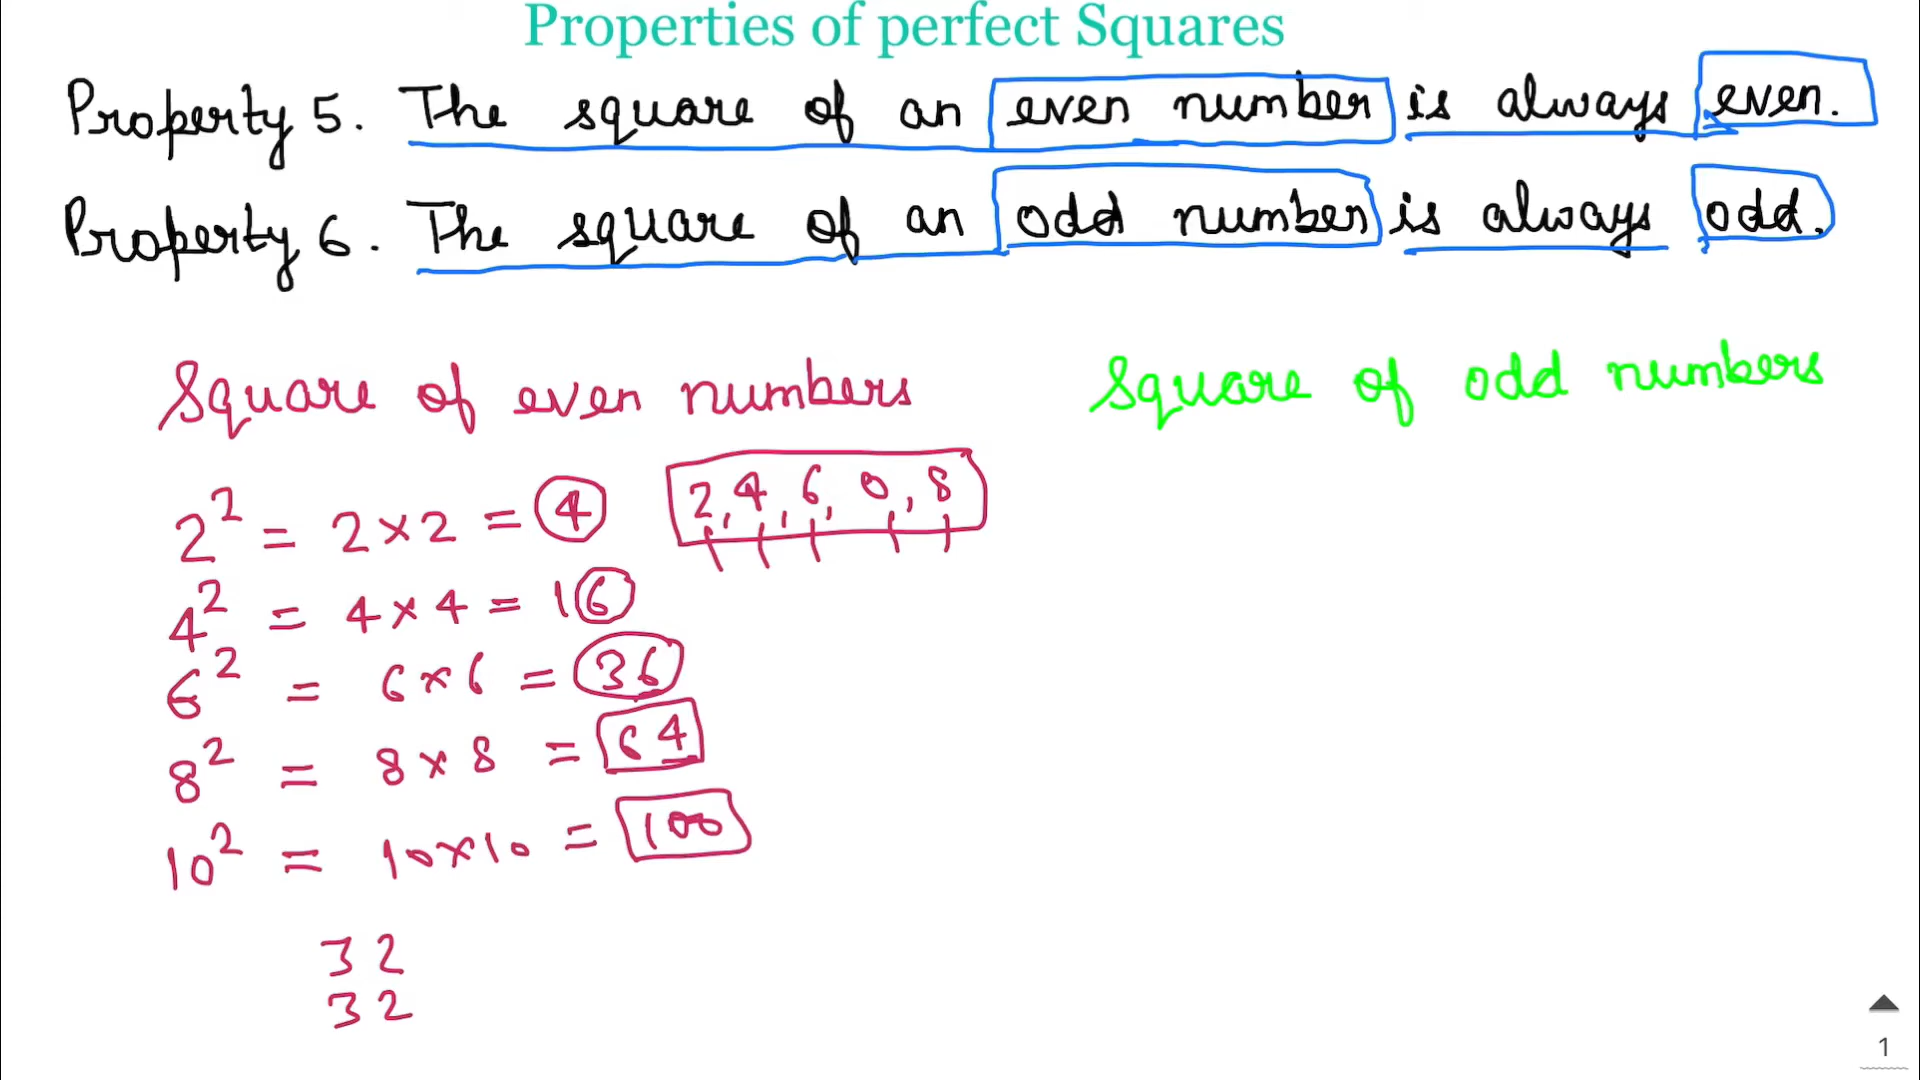 Properties of perfect Squares
Property 5. The square of an even number is always even.
Property 6. The square of an odd number is always odd.
Square of even numbers
Square of odd numbers
2² = 2 × 2 = 4
2, 4, 6, 0, 8
4² = 4 × 4 = 16
6² = 6 × 6 = 36
8² = 8 × 8 = 64
10² = 10 × 10 = 100
32
32
1